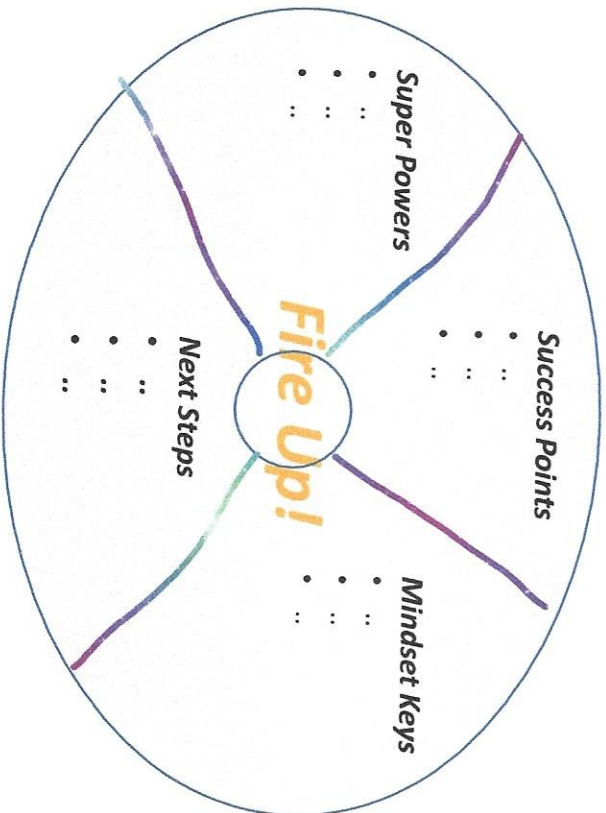 Success Points
• ..
• ..
• ..
Super Powers
• ..
• ..
• ..
Fire Up!
Mindset Keys
• ..
• ..
• ..
Next Steps
• ..
• ..
• ..